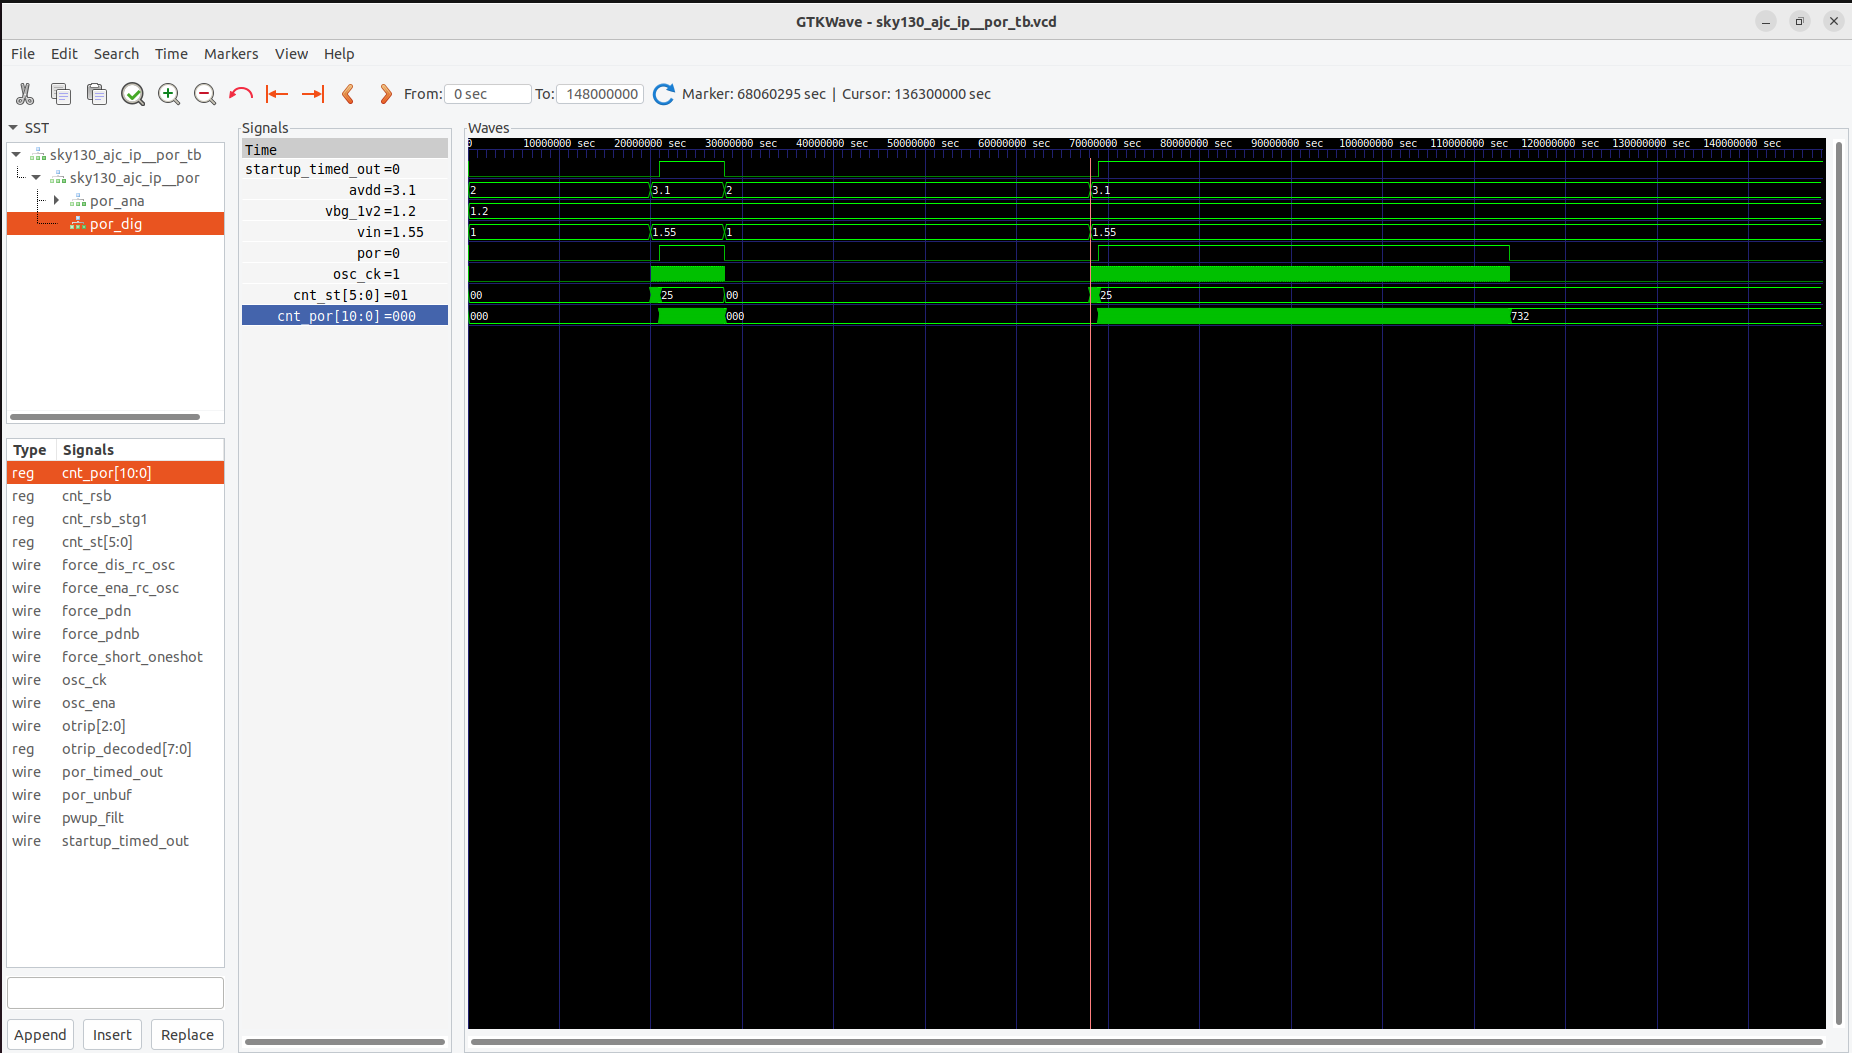 GTKWave - sky130_ajc_ip__por_tb.vcd
File Edit Search Time Markers View Help
From: 0 sec To: 148000000 Marker: 68060295 sec | Cursor: 136300000 sec
SST
sky130_ajc_ip__por_tb
sky130_ajc_ip__por
por_ana
por_dig
Type Signals
reg cnt_por[10:0]
reg cnt_rsb
reg cnt_rsb_stg1
reg cnt_st[5:0]
wire force_dis_rc_osc
wire force_ena_rc_osc
wire force_pdn
wire force_pdnb
wire force_short_oneshot
wire osc_ck
wire osc_ena
wire otrip[2:0]
reg otrip_decoded[7:0]
wire por_timed_out
wire por_unbuf
wire pwup_filt
wire startup_timed_out
Append Insert Replace
Signals
Time
startup_timed_out=0
avdd=3.1
vbg_1v2=1.2
vin=1.55
por=0
osc_ck=1
cnt_st[5:0]=01
cnt_por[10:0]=000
Waves
0 10000000 sec 20000000 sec 30000000 sec 40000000 sec 50000000 sec 60000000 sec 70000000 sec 80000000 sec 90000000 sec 100000000 sec 110000000 sec 120000000 sec 130000000 sec 140000000 sec
2 3.1 2 3.1
1.2
1 1.55 1 1.55
00 25 00 25
000 000 732